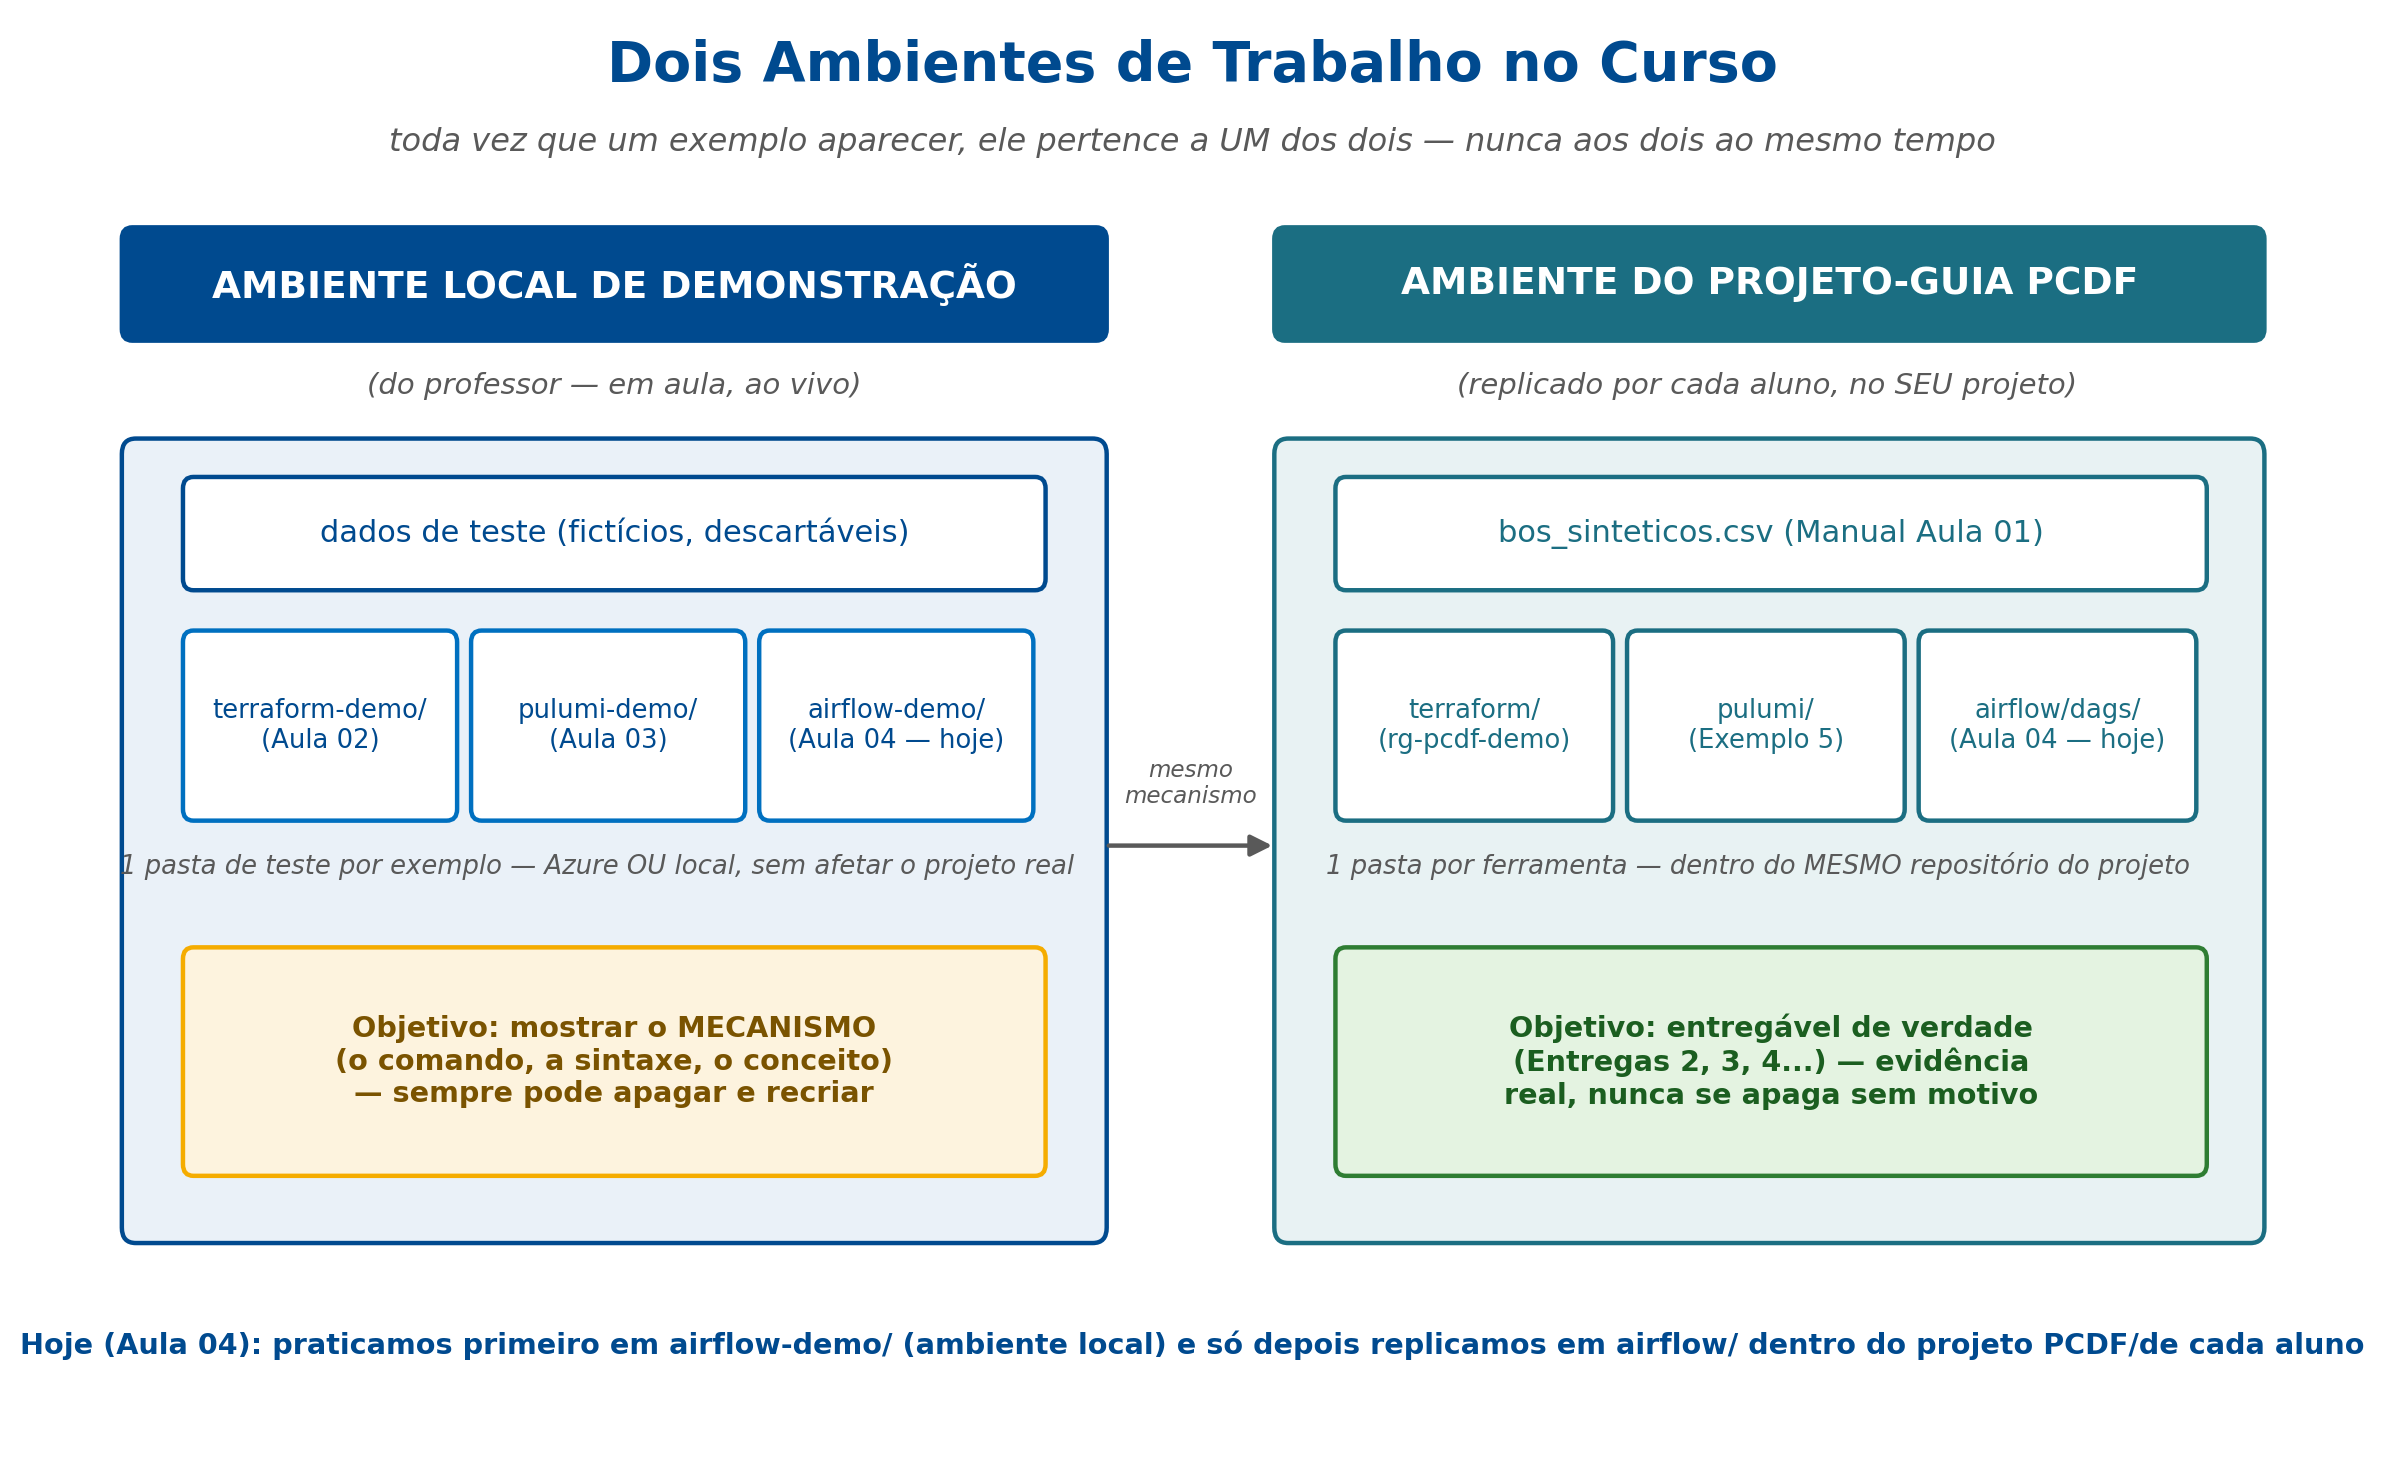 Dois Ambientes de Trabalho no Curso
toda vez que um exemplo aparecer, ele pertence a UM dos dois — nunca aos dois ao mesmo tempo
AMBIENTE LOCAL DE DEMONSTRAÇÃO
(do professor — em aula, ao vivo)
dados de teste (fictícios, descartáveis)
terraform-demo/
(Aula 02)
pulumi-demo/
(Aula 03)
airflow-demo/
(Aula 04 — hoje)
1 pasta de teste por exemplo — Azure OU local, sem afetar o projeto real
Objetivo: mostrar o MECANISMO
(o comando, a sintaxe, o conceito)
— sempre pode apagar e recriar
mesmo
mecanismo
AMBIENTE DO PROJETO-GUIA PCDF
(replicado por cada aluno, no SEU projeto)
bos_sinteticos.csv (Manual Aula 01)
terraform/
(rg-pcdf-demo)
pulumi/
(Exemplo 5)
airflow/dags/
(Aula 04 — hoje)
1 pasta por ferramenta — dentro do MESMO repositório do projeto
Objetivo: entregável de verdade
(Entregas 2, 3, 4...) — evidência
real, nunca se apaga sem motivo
Hoje (Aula 04): praticamos primeiro em airflow-demo/ (ambiente local) e só depois replicamos em airflow/ dentro do projeto PCDF/de cada aluno